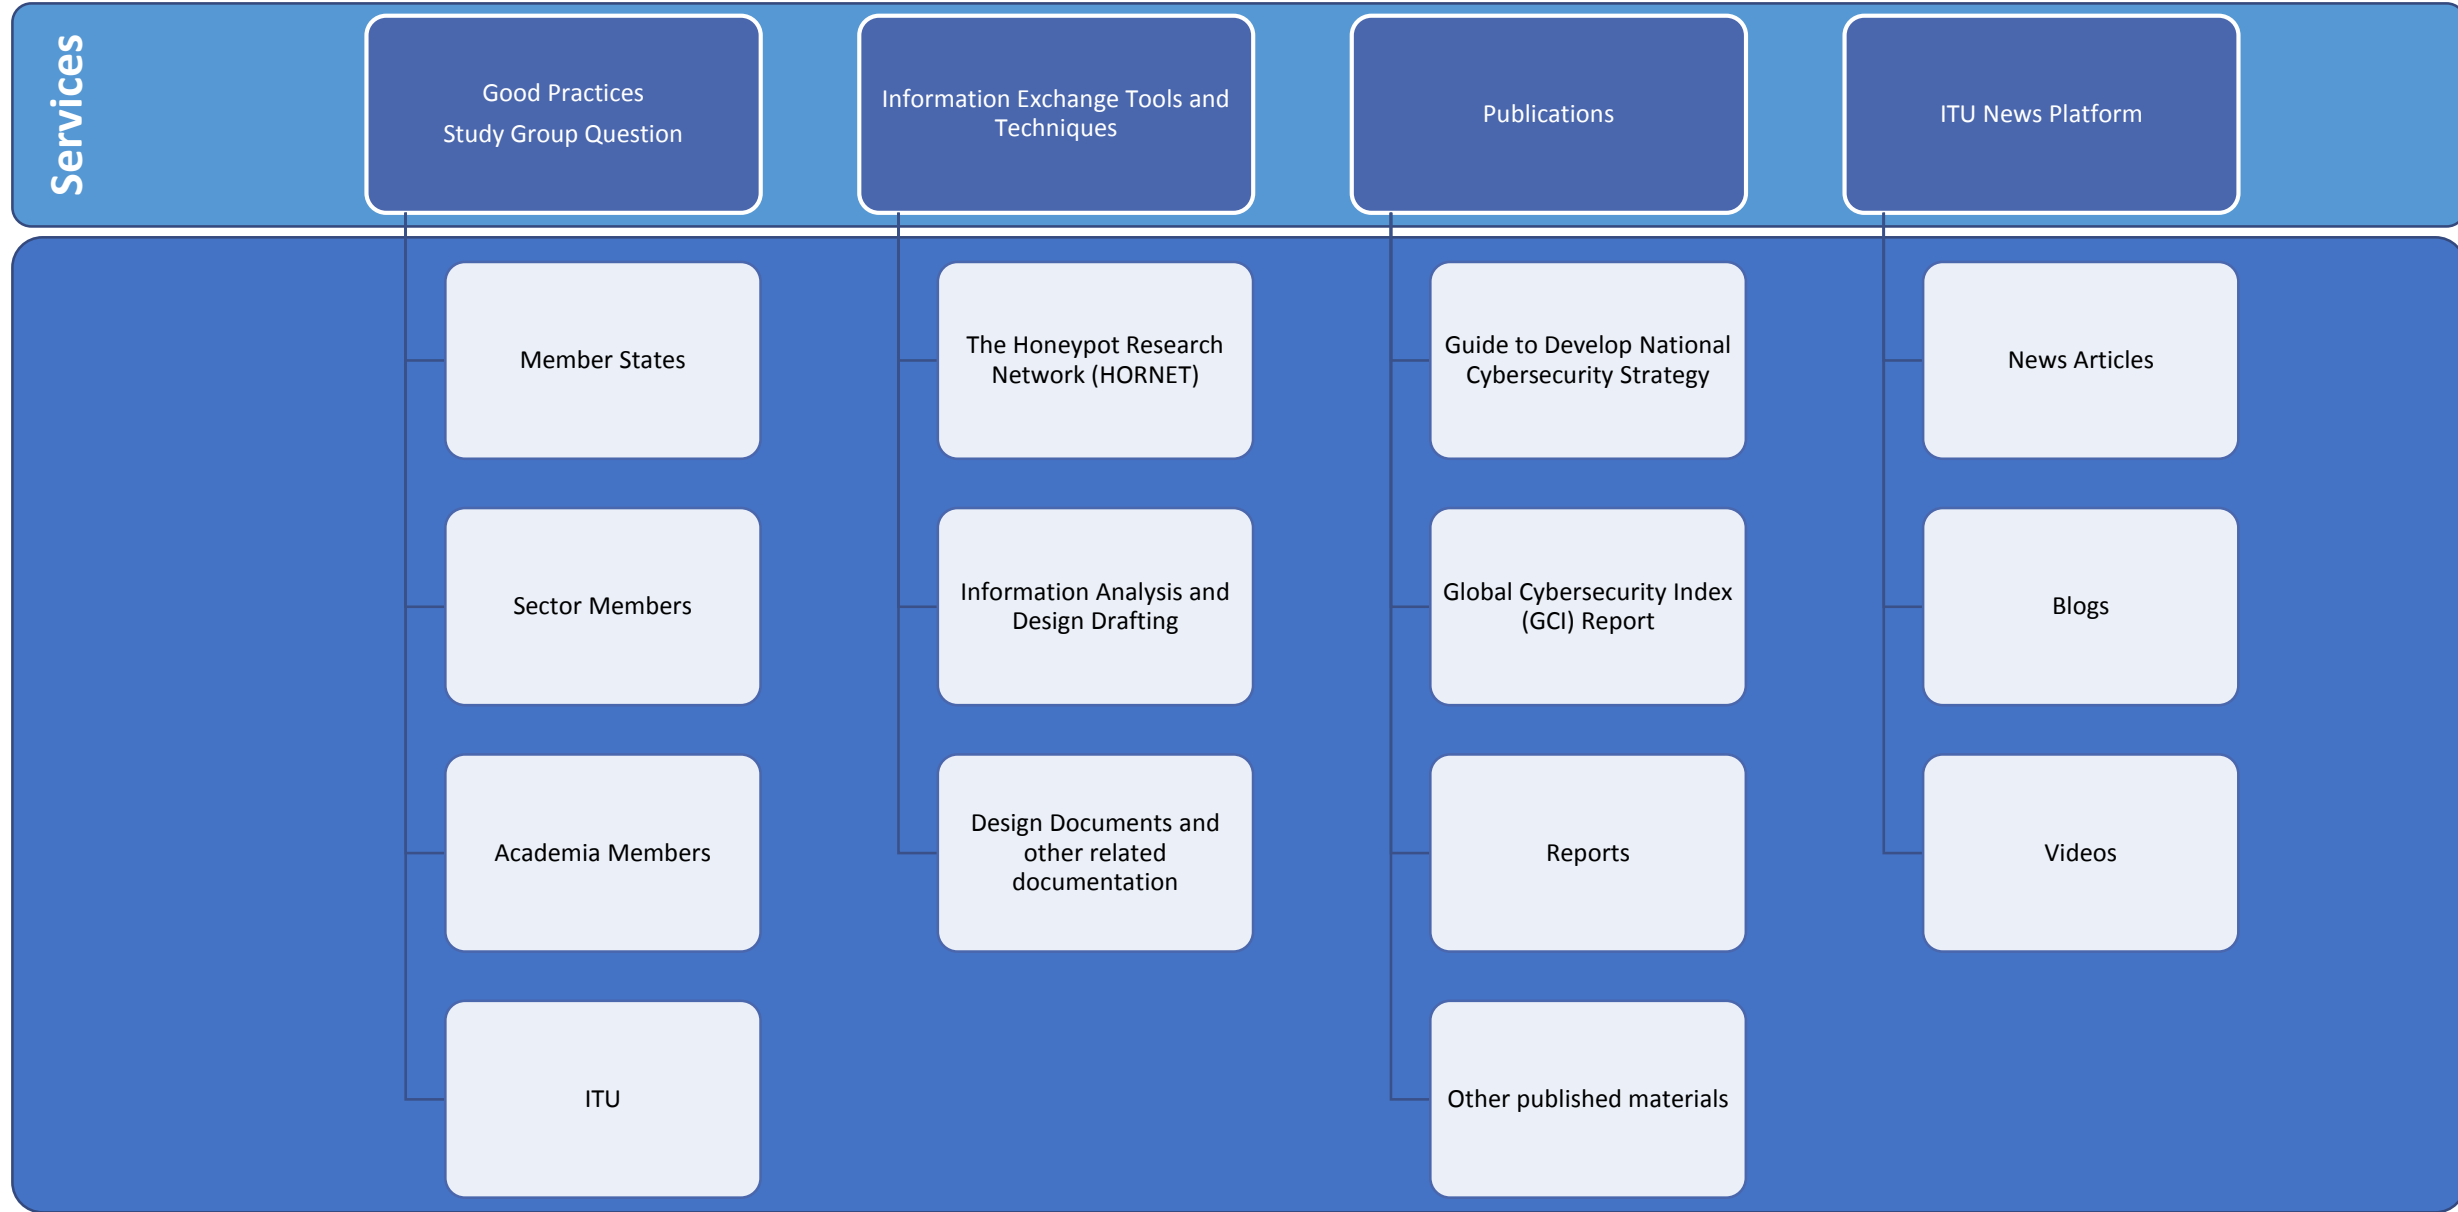 Services
Good Practices
Study Group Question
Information Exchange Tools and
Techniques
Publications
ITU News Platform
Member States
Sector Members
Academia Members
ITU
The Honeypot Research
Network (HORNET)
Information Analysis and
Design Drafting
Design Documents and
other related
documentation
Guide to Develop National
Cybersecurity Strategy
Global Cybersecurity Index
(GCI) Report
Reports
Other published materials
News Articles
Blogs
Videos